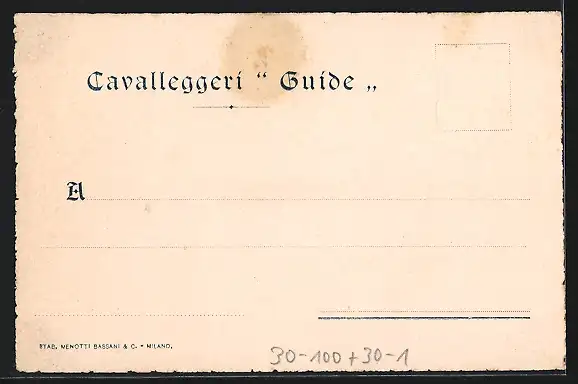 Cavalleggeri “ Guide „
A
STAB. MENOTTI BASSANI & C. - MILANO.
30-100+30-1